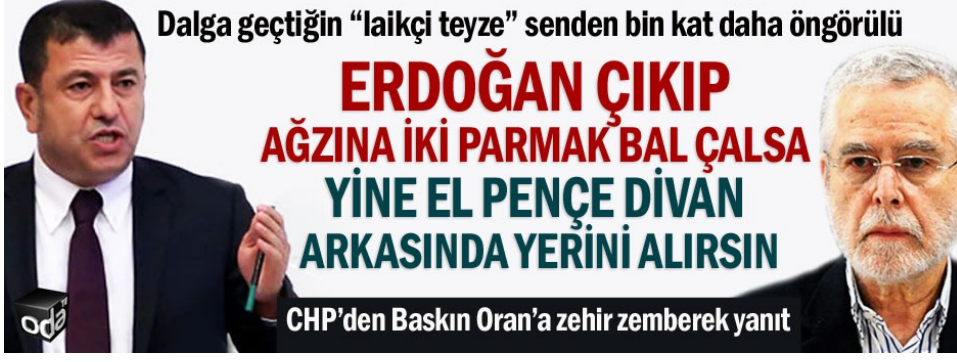 Dalga geçtiğin “laikçi teyze” senden bin kat daha öngörülü
ERDOĞAN ÇIKIP
AĞZINA İKİ PARMAK BAL ÇALSA
YİNE EL PENÇE DİVAN
ARKASINDA YERİNİ ALIRSIN
CHP’den Baskın Oran’a zehir zemberek yanıt
oda
TV